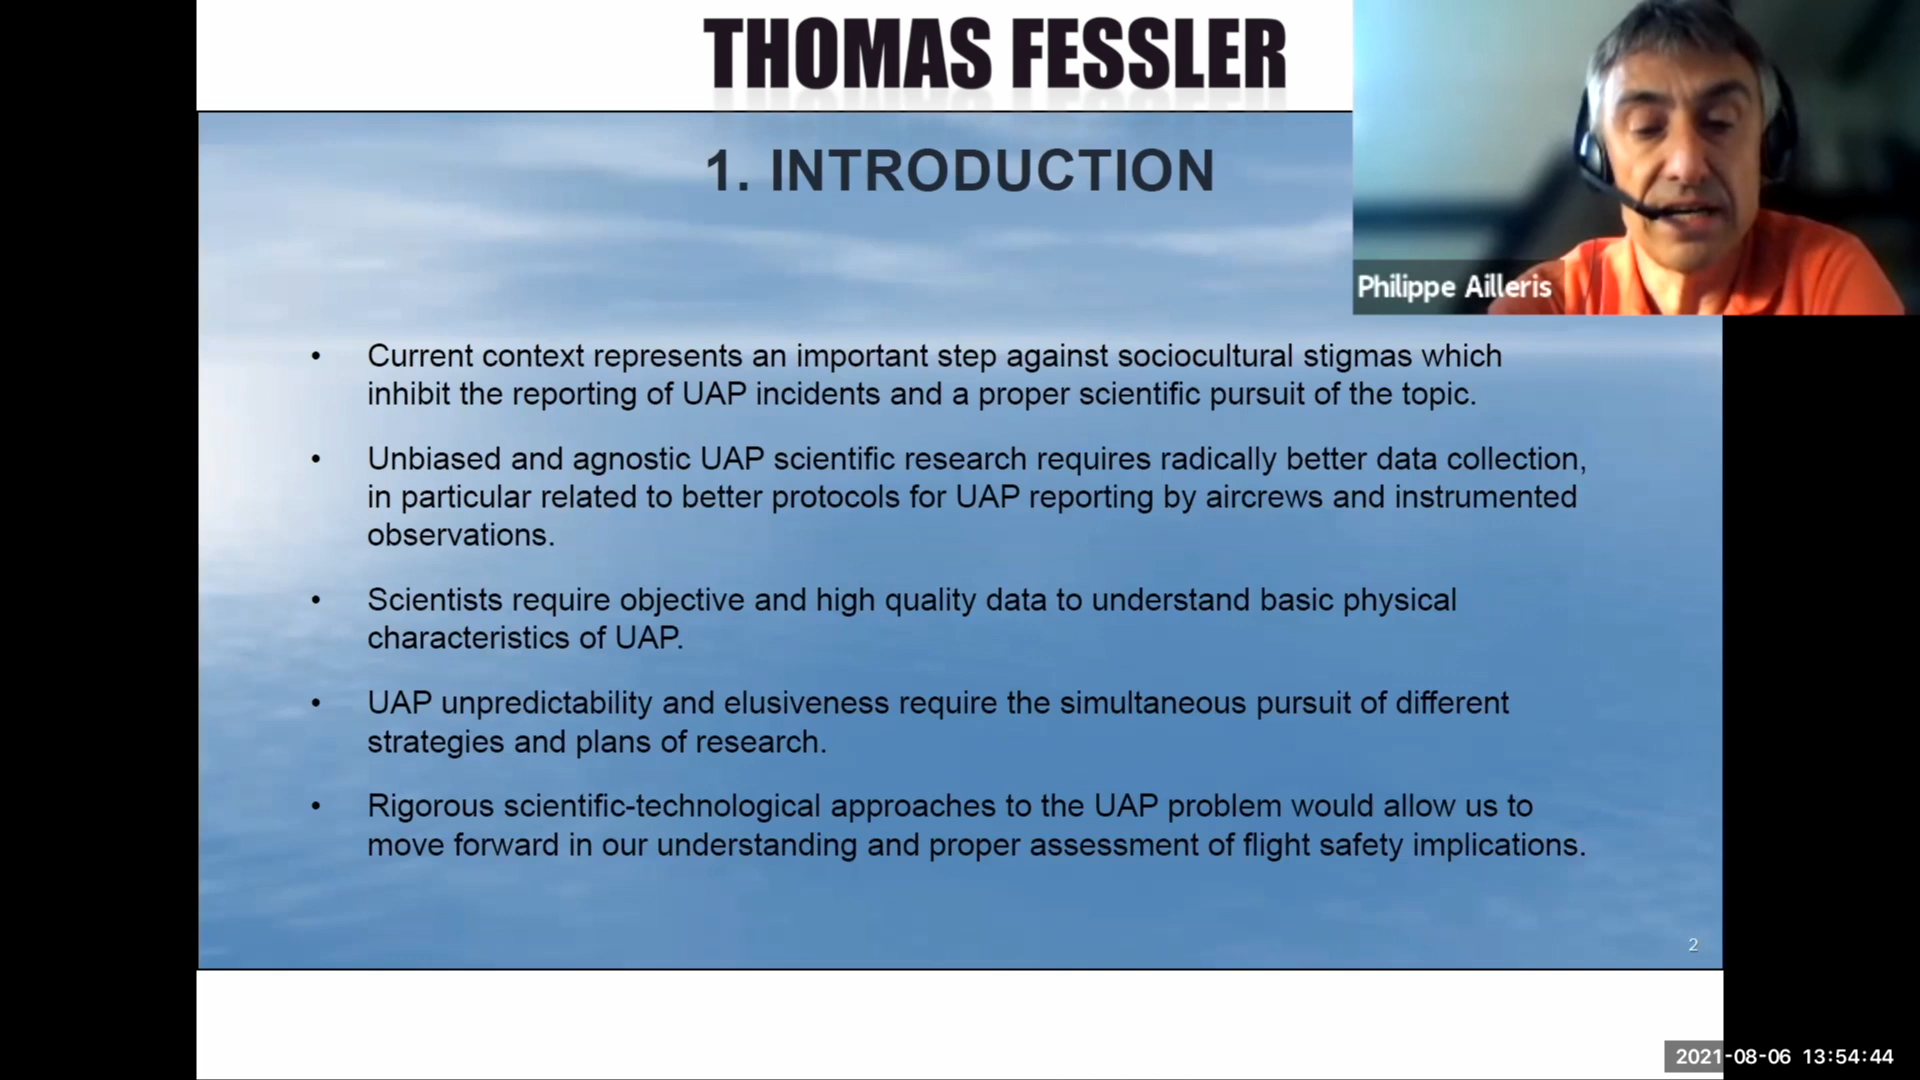 THOMAS FESSLER
1. INTRODUCTION
Philippe Ailleris
• Current context represents an important step against sociocultural stigmas which
inhibit the reporting of UAP incidents and a proper scientific pursuit of the topic.
• Unbiased and agnostic UAP scientific research requires radically better data collection,
in particular related to better protocols for UAP reporting by aircrews and instrumented
observations.
• Scientists require objective and high quality data to understand basic physical
characteristics of UAP.
• UAP unpredictability and elusiveness require the simultaneous pursuit of different
strategies and plans of research.
• Rigorous scientific-technological approaches to the UAP problem would allow us to
move forward in our understanding and proper assessment of flight safety implications.
2
2021-08-06 13:54:44